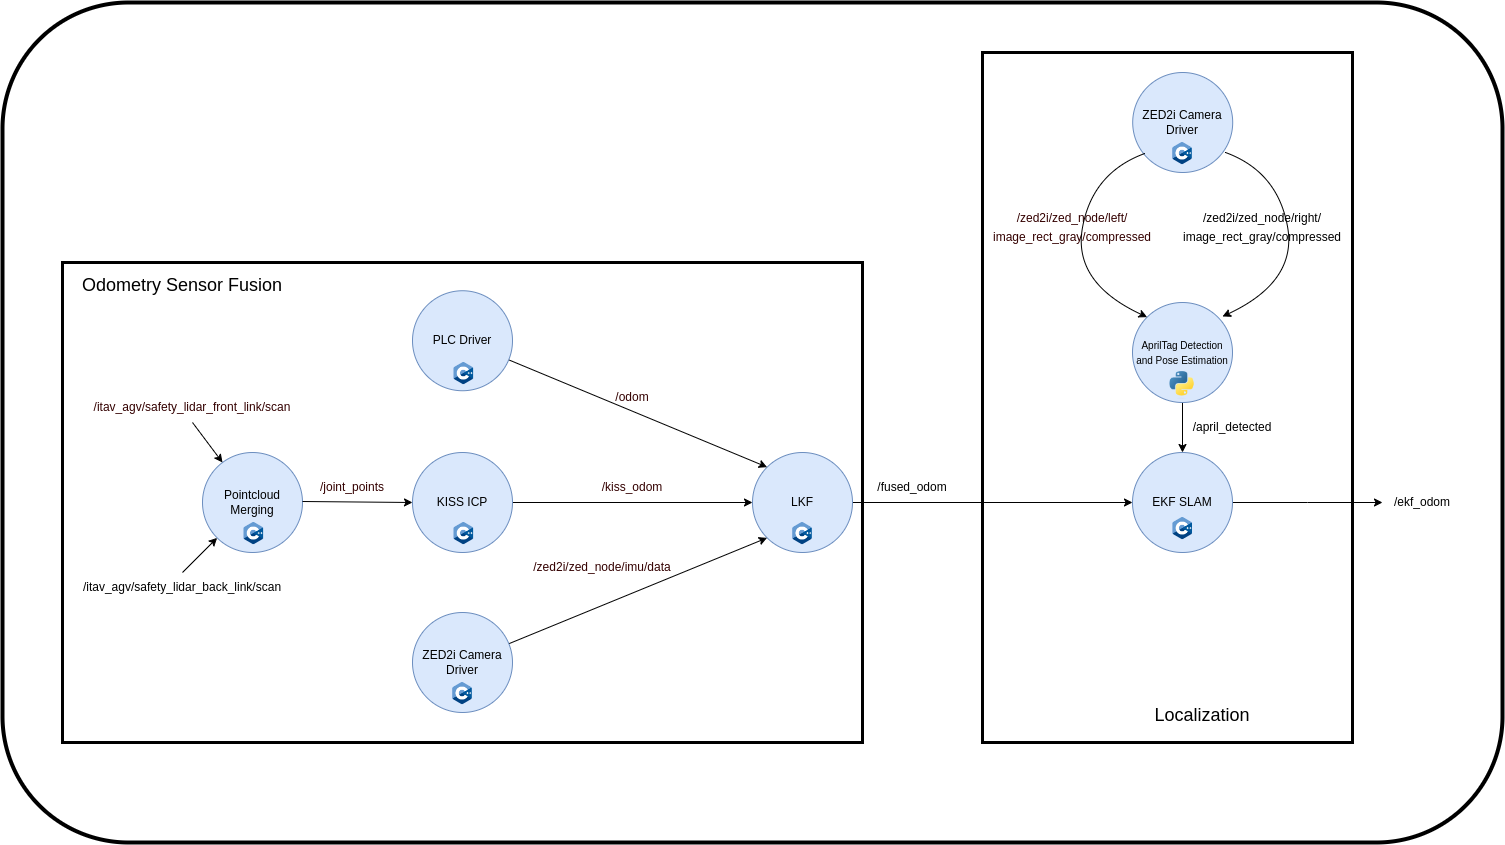 Odometry Sensor Fusion
PLC Driver
/odom
/itav_agv/safety_lidar_front_link/scan
Pointcloud
Merging
/joint_points
KISS ICP
/kiss_odom
LKF
/itav_agv/safety_lidar_back_link/scan
/zed2i/zed_node/imu/data
ZED2i Camera
Driver
/fused_odom
ZED2i Camera
Driver
/zed2i/zed_node/left/
image_rect_gray/compressed
/zed2i/zed_node/right/
image_rect_gray/compressed
AprilTag Detection
and Pose Estimation
/april_detected
EKF SLAM
/ekf_odom
Localization